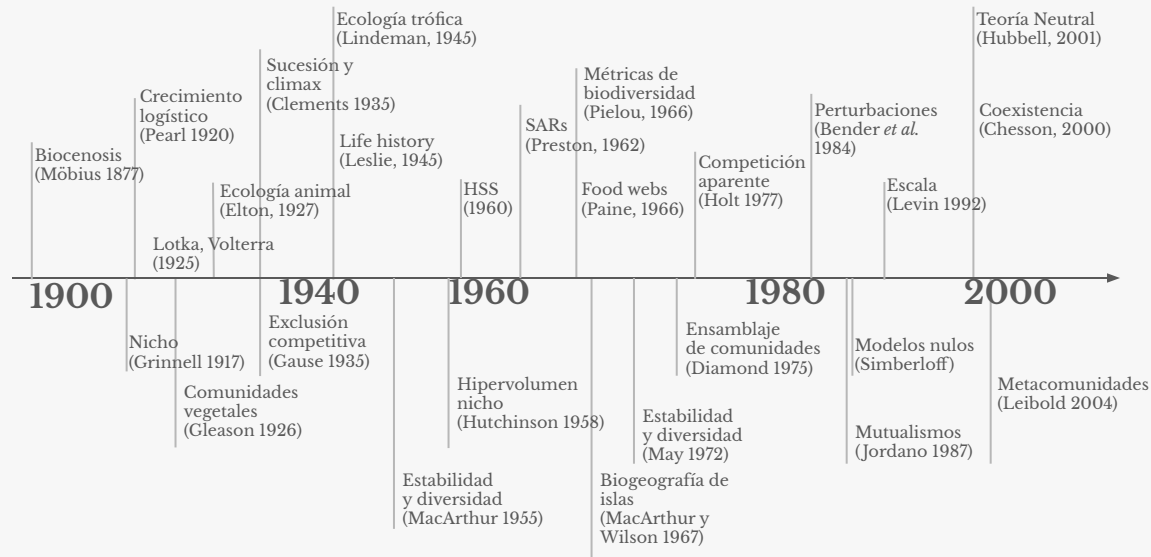 Ecología trófica
(Lindeman, 1945)
Teoría Neutral
(Hubbell, 2001)
Sucesión y
climax
(Clements 1935)
Métricas de
biodiversidad
(Pielou, 1966)
Crecimiento
logístico
(Pearl 1920)
Perturbaciones
(Bender et al.
1984)
Coexistencia
(Chesson, 2000)
SARs
(Preston, 1962)
Life history
(Leslie, 1945)
Biocenosis
(Möbius 1877)
Competición
aparente
(Holt 1977)
Ecología animal
(Elton, 1927)
HSS
(1960)
Food webs
(Paine, 1966)
Escala
(Levin 1992)
Lotka, Volterra
(1925)
1900
1940
1960
1980
2000
Nicho
(Grinnell 1917)
Exclusión
competitiva
(Gause 1935)
Ensamblaje
de comunidades
(Diamond 1975)
Modelos nulos
(Simberloff)
Comunidades
vegetales
(Gleason 1926)
Hipervolumen
nicho
(Hutchinson 1958)
Metacomunidades
(Leibold 2004)
Estabilidad
y diversidad
(May 1972)
Mutualismos
(Jordano 1987)
Estabilidad
y diversidad
(MacArthur 1955)
Biogeografía de
islas
(MacArthur y
Wilson 1967)